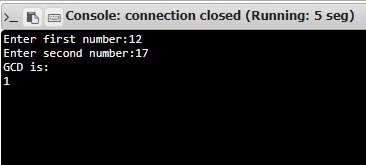 Console: connection closed (Running: 5 seg)
Enter first number:12
Enter second number:17
GCD is:
1